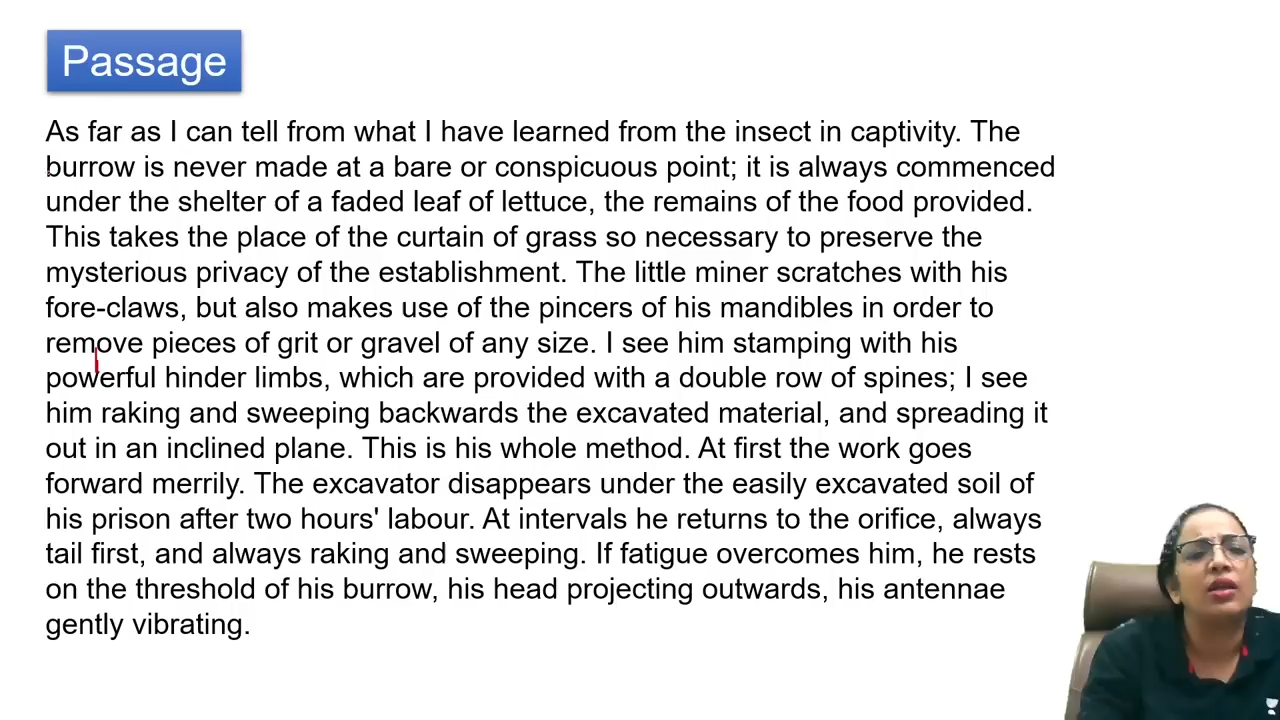 Passage
As far as I can tell from what I have learned from the insect in captivity. The
burrow is never made at a bare or conspicuous point; it is always commenced
under the shelter of a faded leaf of lettuce, the remains of the food provided.
This takes the place of the curtain of grass so necessary to preserve the
mysterious privacy of the establishment. The little miner scratches with his
fore-claws, but also makes use of the pincers of his mandibles in order to
remove pieces of grit or gravel of any size. I see him stamping with his
powerful hinder limbs, which are provided with a double row of spines; I see
him raking and sweeping backwards the excavated material, and spreading it
out in an inclined plane. This is his whole method. At first the work goes
forward merrily. The excavator disappears under the easily excavated soil of
his prison after two hours' labour. At intervals he returns to the orifice, always
tail first, and always raking and sweeping. If fatigue overcomes him, he rests
on the threshold of his burrow, his head projecting outwards, his antennae
gently vibrating.